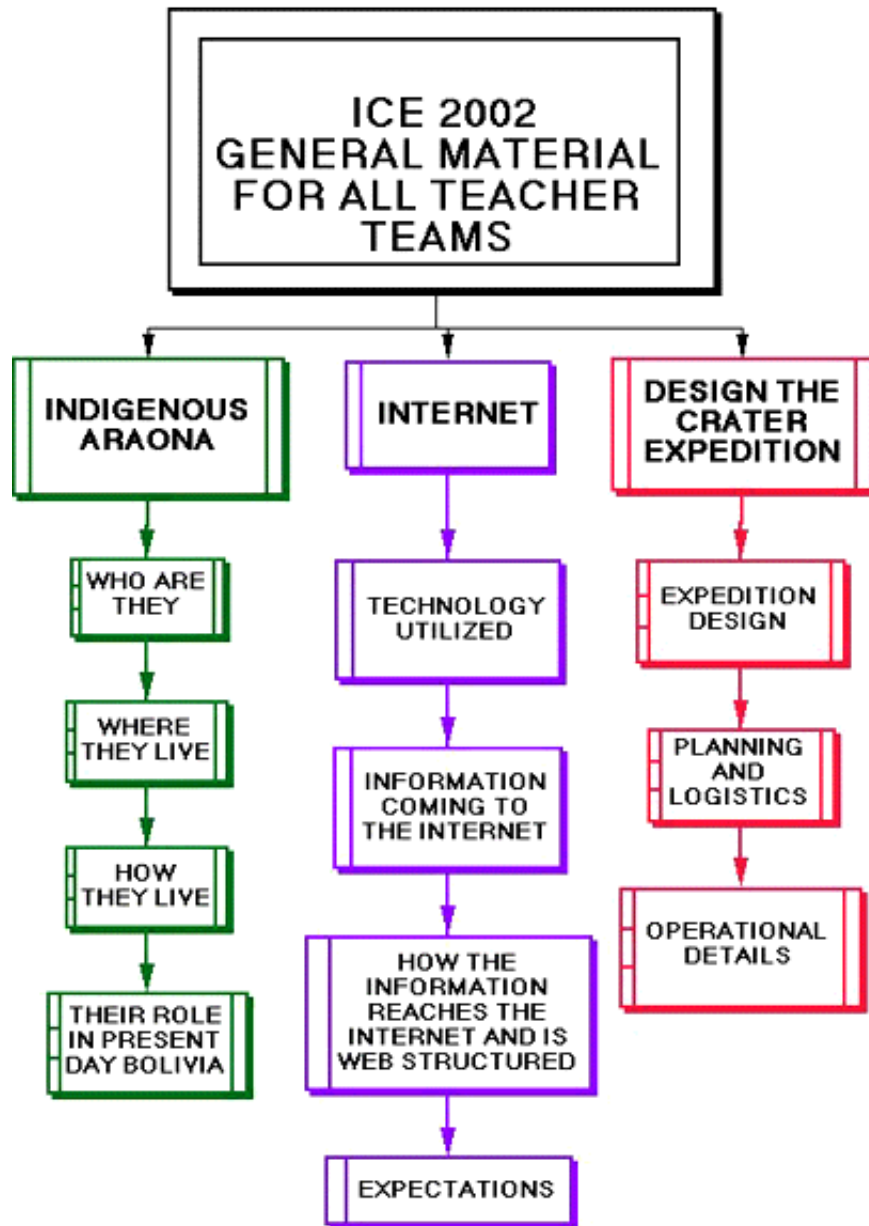 ICE 2002
GENERAL MATERIAL
FOR ALL TEACHER
TEAMS
INDIGENOUS
ARAONA
WHO ARE
THEY
WHERE
THEY LIVE
HOW
THEY LIVE
THEIR ROLE
IN PRESENT
DAY BOLIVIA
INTERNET
TECHNOLOGY
UTILIZED
INFORMATION
COMING TO
THE INTERNET
HOW THE
INFORMATION
REACHES THE
INTERNET AND IS
WEB STRUCTURED
EXPECTATIONS
DESIGN THE
CRATER
EXPEDITION
EXPEDITION
DESIGN
PLANNING
AND
LOGISTICS
OPERATIONAL
DETAILS